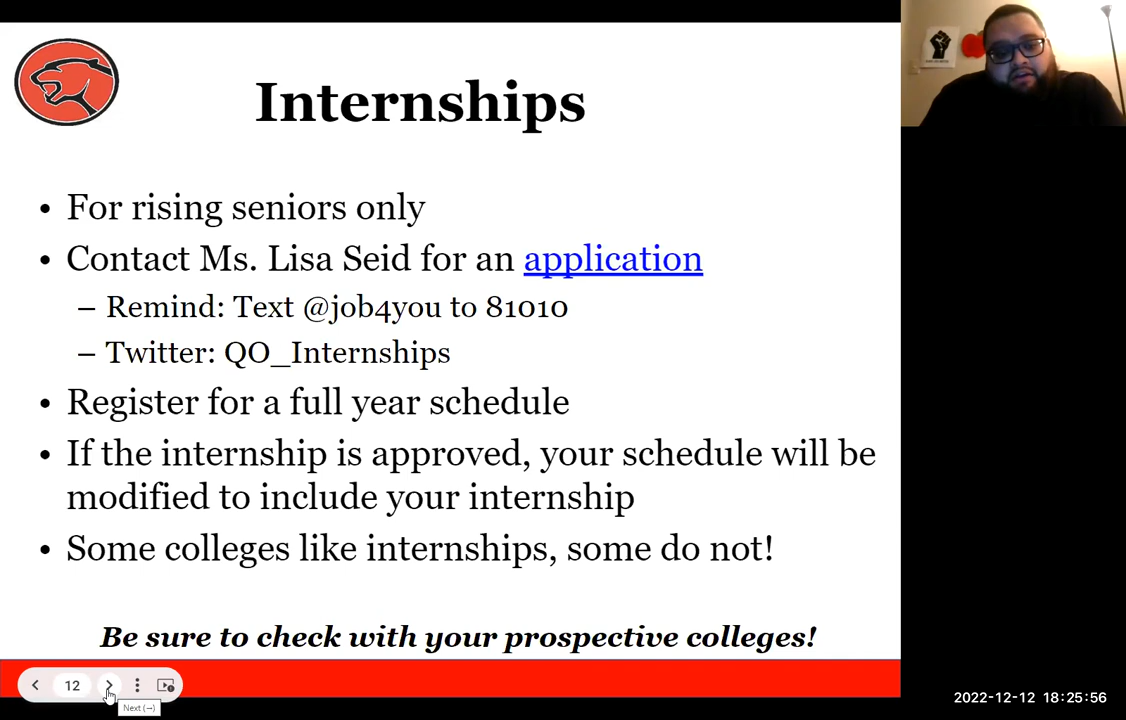 Internships
• For rising seniors only
• Contact Ms. Lisa Seid for an application
– Remind: Text @job4you to 81010
– Twitter: QO_Internships
• Register for a full year schedule
• If the internship is approved, your schedule will be
modified to include your internship
• Some colleges like internships, some do not!
Be sure to check with your prospective colleges!
12
Next (→)
2022-12-12 18:25:56